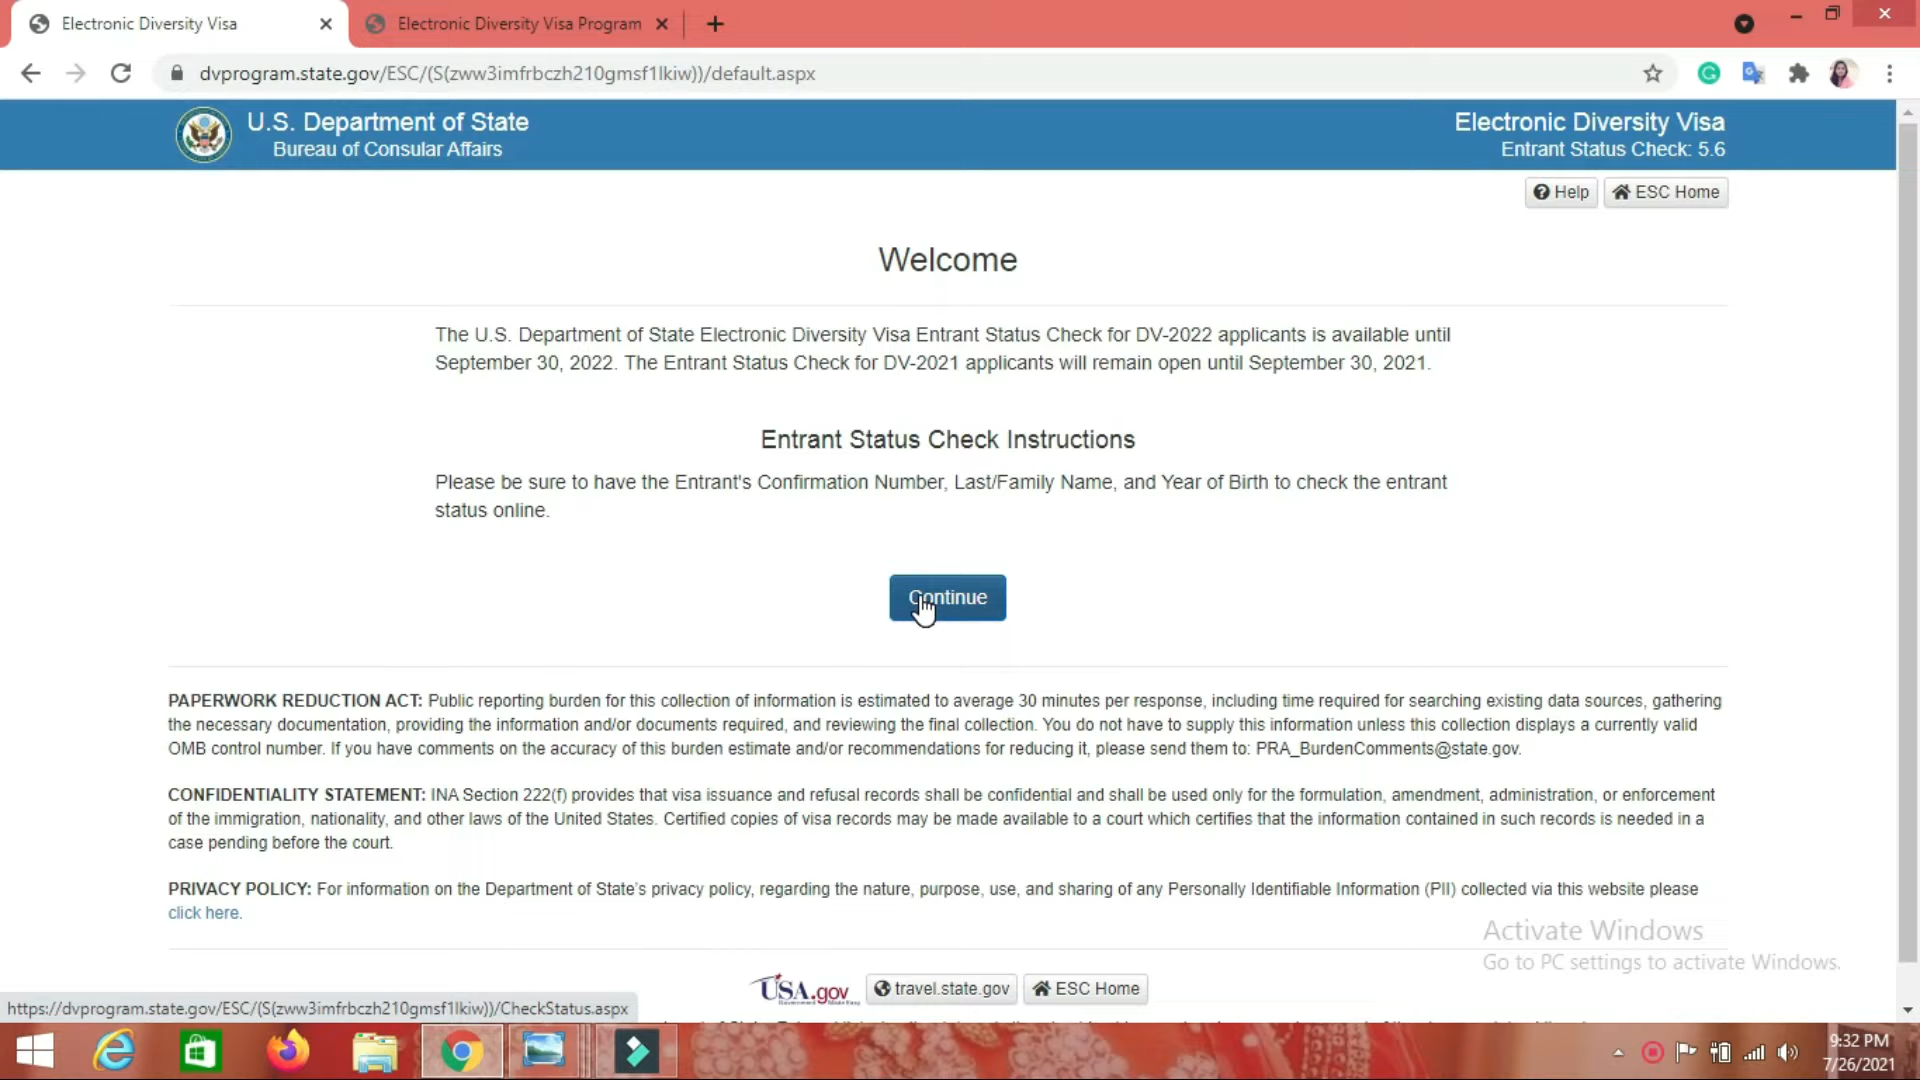 Electronic Diversity Visa
Electronic Diversity Visa Program
dvprogram.state.gov/ESC/(S(zww3imfrbczh210gmsf1lkiw))/default.aspx
U.S. Department of State
Bureau of Consular Affairs
Electronic Diversity Visa
Entrant Status Check: 5.6
Help
ESC Home
Welcome
The U.S. Department of State Electronic Diversity Visa Entrant Status Check for DV-2022 applicants is available until
September 30, 2022. The Entrant Status Check for DV-2021 applicants will remain open until September 30, 2021.
Entrant Status Check Instructions
Please be sure to have the Entrant's Confirmation Number, Last/Family Name, and Year of Birth to check the entrant
status online.
Continue
PAPERWORK REDUCTION ACT: Public reporting burden for this collection of information is estimated to average 30 minutes per response, including time required for searching existing data sources, gathering
the necessary documentation, providing the information and/or documents required, and reviewing the final collection. You do not have to supply this information unless this collection displays a currently valid
OMB control number. If you have comments on the accuracy of this burden estimate and/or recommendations for reducing it, please send them to: PRA_BurdenComments@state.gov.
CONFIDENTIALITY STATEMENT: INA Section 222(f) provides that visa issuance and refusal records shall be confidential and shall be used only for the formulation, amendment, administration, or enforcement
of the immigration, nationality, and other laws of the United States. Certified copies of visa records may be made available to a court which certifies that the information contained in such records is needed in a
case pending before the court.
PRIVACY POLICY: For information on the Department of State's privacy policy, regarding the nature, purpose, use, and sharing of any Personally Identifiable Information (PII) collected via this website please
click here.
Activate Windows
Go to PC settings to activate Windows.
USA.gov
travel.state.gov
ESC Home
https://dvprogram.state.gov/ESC/(S(zww3imfrbczh210gmsf1lkiw))/CheckStatus.aspx
9:32 PM
7/26/2021